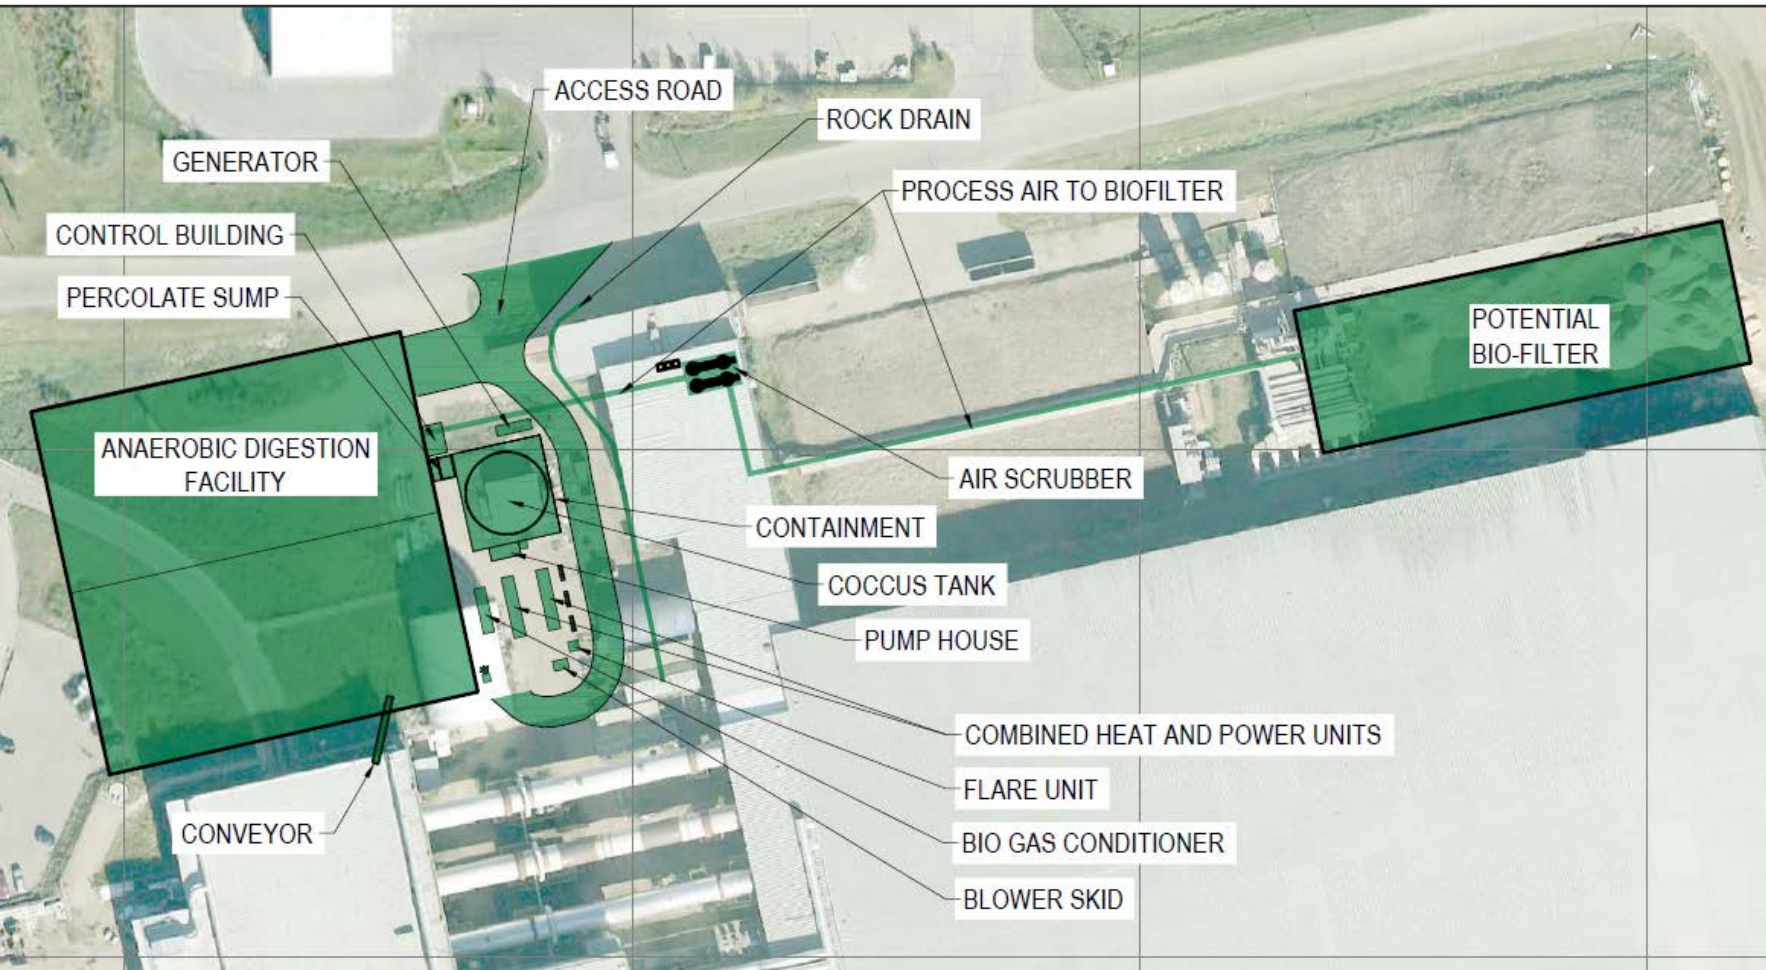 ACCESS ROAD
ROCK DRAIN
GENERATOR
PROCESS AIR TO BIOFILTER
CONTROL BUILDING
PERCOLATE SUMP
POTENTIAL
BIO-FILTER
ANAEROBIC DIGESTION
FACILITY
AIR SCRUBBER
CONTAINMENT
COCCUS TANK
PUMP HOUSE
COMBINED HEAT AND POWER UNITS
FLARE UNIT
CONVEYOR
BIO GAS CONDITIONER
BLOWER SKID